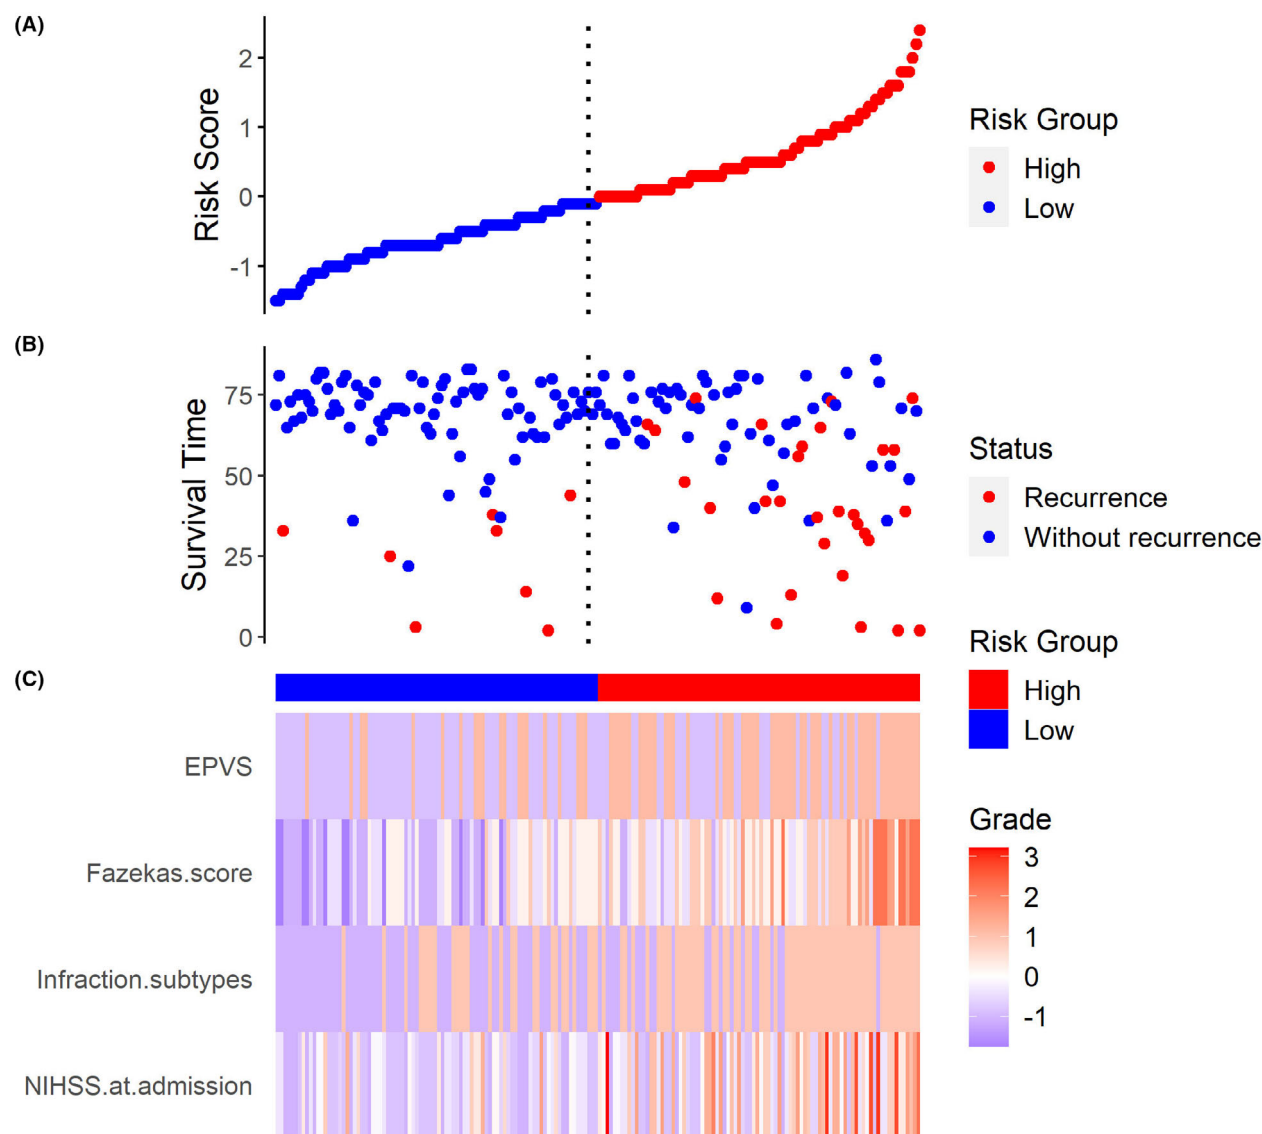 (A)
Risk Score
2
1
0
-1
Risk Group
High
Low
(B)
Survival Time
75
50
25
0
Status
Recurrence
Without recurrence
(C)
Risk Group
High
Low
EPVS
Fazekas.score
Infraction.subtypes
NIHSS.at.admission
Grade
3
2
1
0
-1